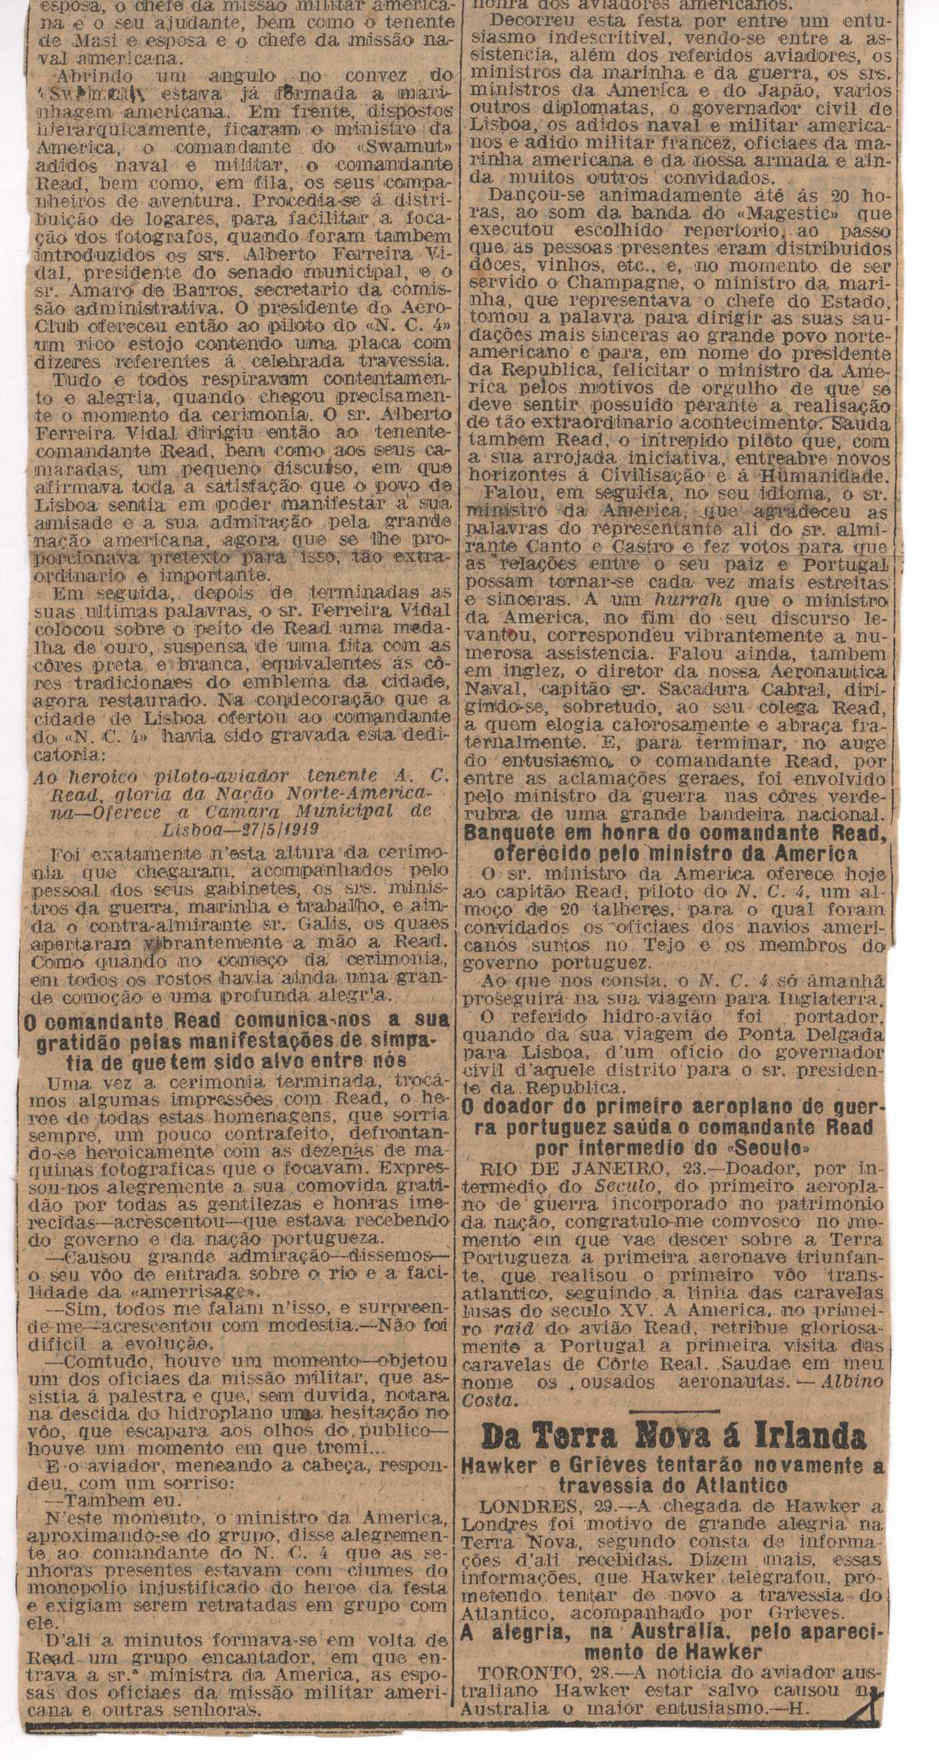 esposa, o chefe da missão militar america-
na e o seu ajudante, bem como o tenente
de Masi e esposa e o chefe da missão na-
val americana.
Abrindo um angulo no convez do
estava já formada a mari-
nhagem americana. Em frente, dispostos
hierarquicamente, ficaram o ministro da
America, o comandante do «Swamut»
adidos naval e militar, o comandante
Read, bem como, em fila, os seus compa-
nheiros de aventura. Procedia-se á distri-
buição de logares, para facilitar a foca-
ção dos fotografos, quando foram tambem
introduzidos os srs. Alberto Ferreira Vi-
dal, presidente do senado municipal, e o
sr. Amaro de Barros, secretario da comis-
são administrativa. O presidente do Aero-
Club ofereceu então ao piloto do «N. C. 4»
um rico estojo contendo uma placa com
dizeres referentes á celebrada travessia.
Tudo e todos respiravam contentamen-
to e alegria, quando chegou precisamen-
te o momento da cerimonia. O sr. Alberto
Ferreira Vidal dirigiu então ao tenente-
comandante Read, bem como aos seus ca-
maradas, um pequeno discurso, em que
afirmava toda a satisfação que o povo de
Lisboa sentia em poder manifestar a sua
amisade e a sua admiração pela grande
nação americana, agora que se lhe pro-
porcionava pretexto para isso, tão extra-
ordinario e importante.
Em seguida, depois de terminadas as
suas ultimas palavras, o sr. Ferreira Vidal
colocou sobre o peito de Read uma meda-
lha de ouro, suspensa de uma fita com as
côres preta e branca, equivalentes ás cô-
res tradicionaes do emblema da cidade,
agora restaurado. Na condecoração que a
cidade de Lisboa ofertou ao comandante
do «N. C. 4» havia sido gravada esta dedi-
catoria:
Ao heroico piloto-aviador tenente A. C.
Read, gloria da Nação Norte-America-
na—Oferece a Camara Municipal de
Lisboa—27/5/1919
Foi exatamente n'esta altura da cerimo-
nia que chegaram, acompanhados pelo
pessoal dos seus gabinetes, os srs. minis-
tros da guerra, marinha e trabalho, e ain-
da o contra-almirante sr. Galis, os quaes
apertaram vibrantemente a mão a Read.
Como quando no começo da cerimonia,
em todos os rostos havia ainda uma gran-
de comoção e uma profunda alegria.
O comandante Read comunica-nos a sua
gratidão pelas manifestações de simpa-
tia de que tem sido alvo entre nós
Uma vez a cerimonia terminada, trocá-
mos algumas impressões com Read, o he-
roe de todas estas homenagens, que sorria
sempre, um pouco contrafeito, defrontan-
do-se heroicamente com as dezenas de ma-
quinas fotograficas que o focavam. Expres-
sou-nos alegremente a sua comovida grati-
dão por todas as gentilezas e honras ime-
recidas—acrescentou—que estava recebendo
do governo e da nação portugueza.
—Causou grande admiração—dissemos—
o seu vôo de entrada sobre o rio e a faci-
lidade da «amerrisage».
—Sim, todos me falam n'isso, e surpreen-
de-me—acrescentou com modestia.—Não foi
dificil a evolução.
—Comtudo, houve um momento—objetou
um dos oficiaes da missão militar, que as-
sistia á palestra e que, sem duvida, notara
na descida do hidroplano uma hesitação no
vôo, que escapara aos olhos do publico—
houve um momento em que tremi...
E o aviador, meneando a cabeça, respon-
deu, com um sorriso:
—Tambem eu.
N'este momento, o ministro da America,
aproximando-se do grupo, disse alegremen-
te ao comandante do N. C. 4 que as se-
nhoras presentes estavam com ciumes do
monopolio injustificado do heroe da festa
e exigiam serem retratadas em grupo com
ele.
D'ali a minutos formava-se em volta de
Read um grupo encantador, em que en-
trava a sr.ª ministra da America, as espo-
sas dos oficiaes da missão militar ameri-
cana e outras senhoras.
honra dos aviadores americanos.
Decorreu esta festa por entre um entu-
siasmo indescritivel, vendo-se entre a as-
sistencia, além dos referidos aviadores, os
ministros da marinha e da guerra, os srs.
ministros da America e do Japão, varios
outros diplomatas, o governador civil de
Lisboa, os adidos naval e militar america-
nos e adido militar francez, oficiaes da ma-
rinha americana e da nossa armada e ain-
da muitos outros convidados.
Dançou-se animadamente até ás 20 ho-
ras, ao som da banda do «Magestic» que
executou escolhido repertorio, ao passo
que as pessoas presentes eram distribuidos
dôces, vinhos, etc., e, no momento de ser
servido o Champagne, o ministro da mari-
nha, que representava o chefe do Estado,
tomou a palavra para dirigir as suas sau-
dações mais sinceras ao grande povo norte-
americano e para, em nome do presidente
da Republica, felicitar o ministro da Ame-
rica pelos motivos de orgulho de que se
deve sentir possuido perante a realisação
de tão extraordinario acontecimento. Saúda
tambem Read, o intrepido pilôto que, com
a sua arrojada iniciativa, entreabre novos
horizontes á Civilisação e á Humanidade.
Falou, em seguida, no seu idioma, o sr.
ministro da America, que agradeceu as
palavras do representante ali do sr. almi-
rante Canto e Castro e fez votos para que
as relações entre o seu paiz e Portugal
possam tornar-se cada vez mais estreitas
e sinceras. A um hurrah que o ministro
da America, no fim do seu discurso le-
vantou, correspondeu vibrantemente a nu-
merosa assistencia. Falou ainda, tambem
em inglez, o diretor da nossa Aeronautica
Naval, capitão sr. Sacadura Cabral, diri-
gindo-se, sobretudo, ao seu colega Read,
a quem elogia calorosamente e abraça fra-
ternalmente. E, para terminar, no auge
do entusiasmo, o comandante Read, por
entre as aclamações geraes, foi envolvido
pelo ministro da guerra nas côres verde-
rubra de uma grande bandeira nacional.
Banquete em honra do comandante Read,
oferecido pelo ministro da America
O sr. ministro da America oferece hoje
ao capitão Read, piloto do N. C. 4, um al-
moço de 20 talheres, para o qual foram
convidados os oficiaes dos navios ameri-
canos surtos no Tejo e os membros do
governo portuguez.
Ao que nos consta, o N. C. 4 só ámanhã
proseguirá na sua viagem para Inglaterra.
O referido hidro-avião foi portador,
quando da sua viagem de Ponta Delgada
para Lisboa, d'um oficio do governador
civil d'aquele distrito para o sr. presiden-
te da Republica.
O doador do primeiro aeroplano de guer-
ra portuguez saúda o comandante Read
por intermedio do «Seculo»
RIO DE JANEIRO, 23.—Doador, por in-
termedio do Seculo, do primeiro aeropla-
no de guerra incorporado no patrimonio
da nação, congratulo-me comvosco no mo-
mento em que vae descer sobre a Terra
Portugueza a primeira aeronave triunfan-
te, que realisou o primeiro vôo trans-
atlantico, seguindo a linha das caravelas
lusas do seculo XV. A America, no primei-
ro raid do avião Read, retribue gloriosa-
mente a Portugal a primeira visita das
caravelas de Côrte Real. Saudae em meu
nome os ousados aeronautas. — Albino
Costa.
Da Terra Nova á Irlanda
Hawker e Grieves tentarão novamente a
travessia do Atlantico
LONDRES, 29.—A chegada de Hawker a
Londres foi motivo de grande alegria na
Terra Nova, segundo consta de informa-
ções d'ali recebidas. Dizem mais, essas
informações, que Hawker telegrafou, pro-
metendo tentar de novo a travessia do
Atlantico, acompanhado por Grieves.
A alegria, na Australia, pelo apareci-
mento de Hawker
TORONTO, 28.—A noticia do aviador aus-
traliano Hawker estar salvo causou na
Australia o maior entusiasmo.—H.